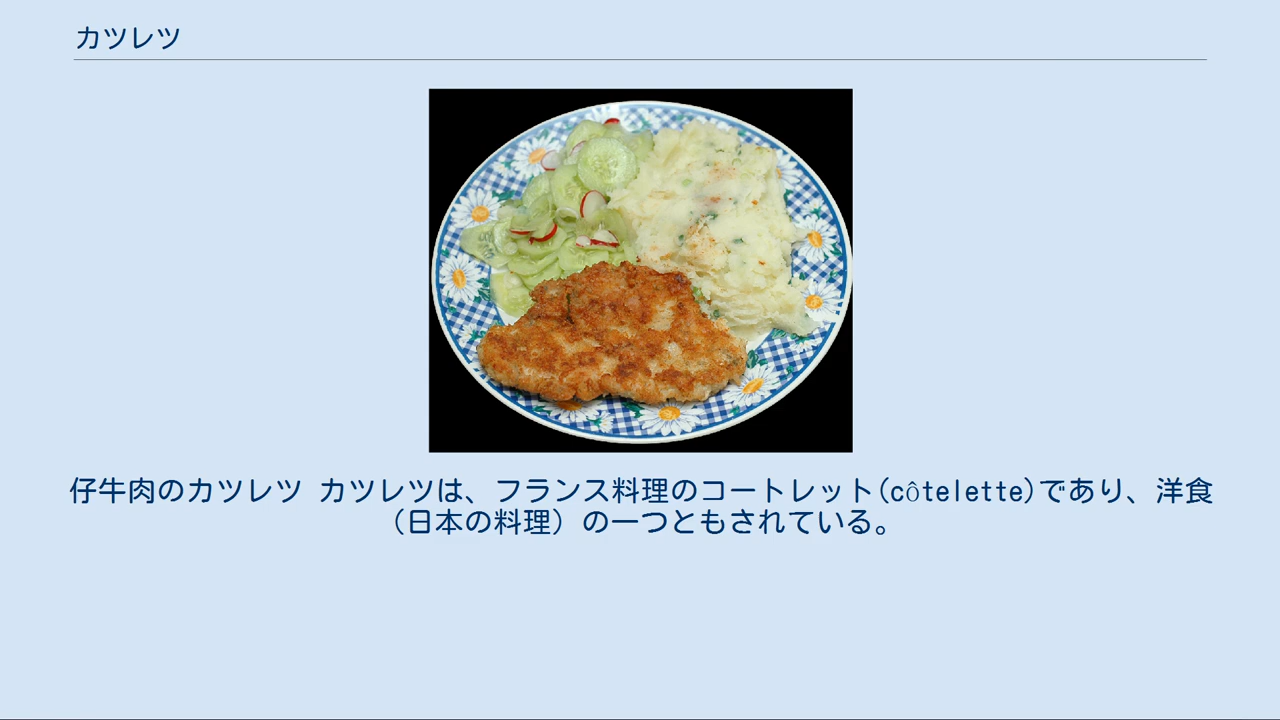 カツレツ
仔牛肉のカツレツ カツレツは、フランス料理のコートレット(côtelette)であり、洋食
（日本の料理）の一つともされている。